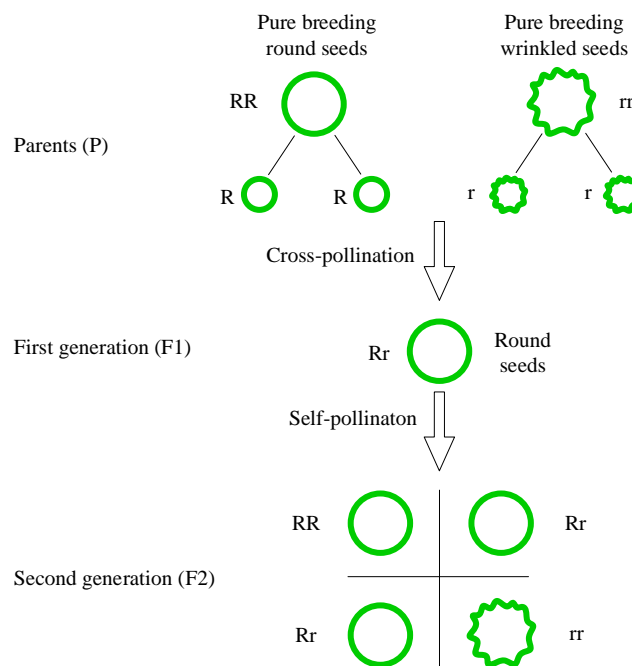 Pure breeding
round seeds
Pure breeding
wrinkled seeds
RR
rr
Parents (P)
R
R
r
r
Cross-pollination
First generation (F1)
Rr
Round
seeds
Self-pollinaton
RR
Rr
Second generation (F2)
Rr
rr